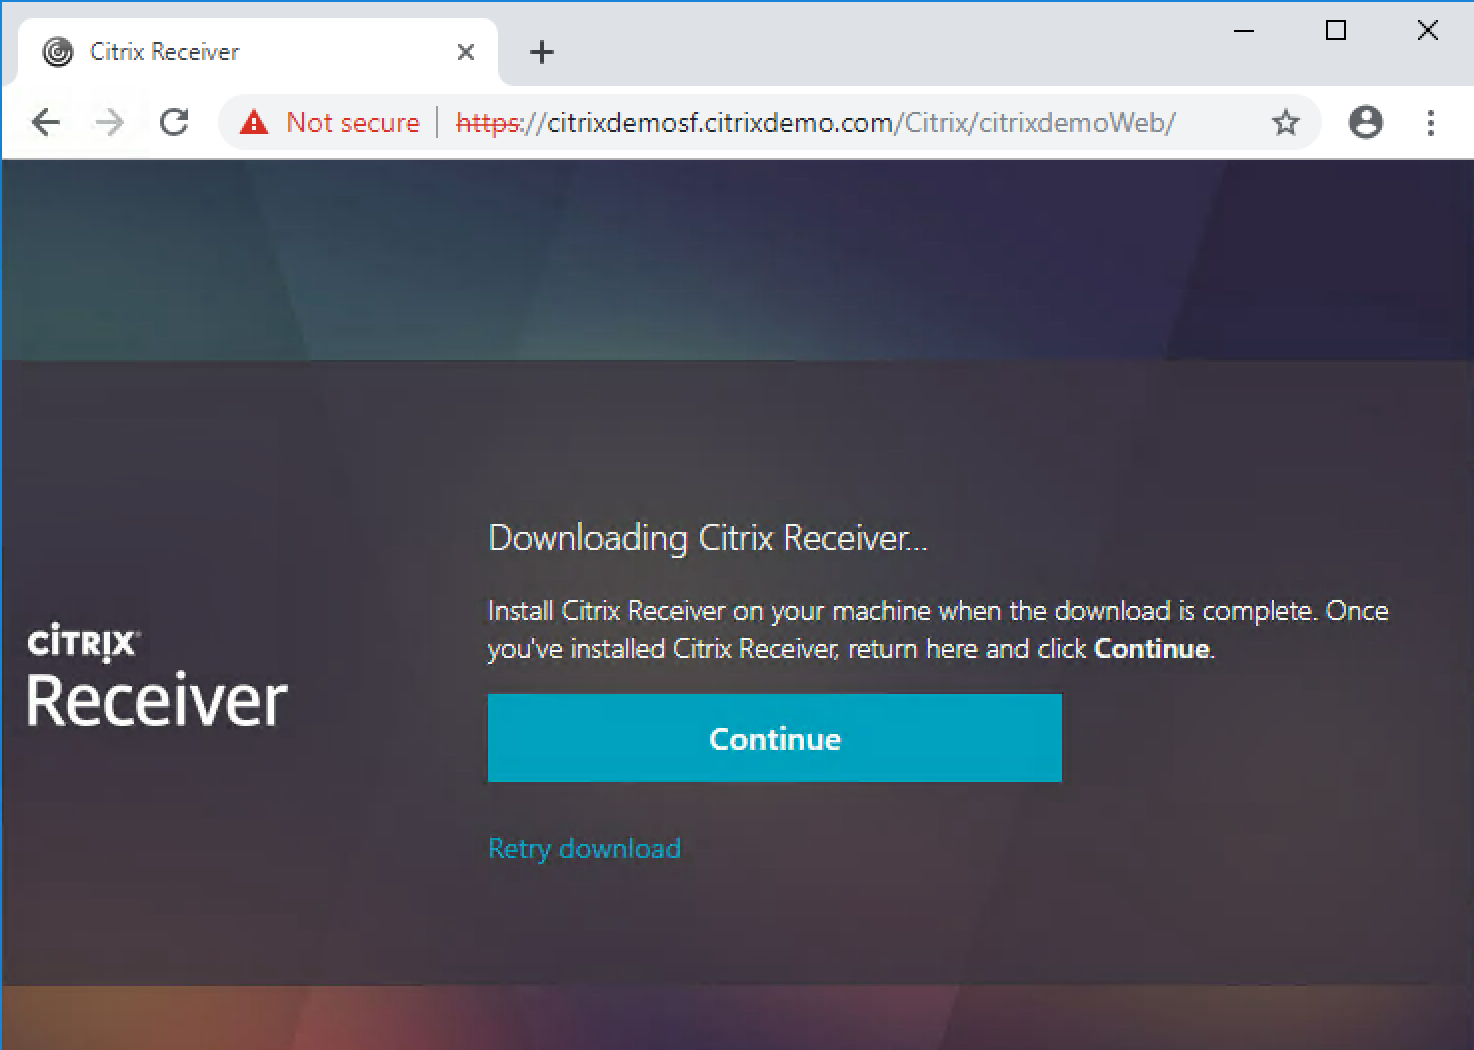 Citrix Receiver
Not secure | https://citrixdemosf.citrixdemo.com/Citrix/citrixdemoWeb/
Downloading Citrix Receiver...
Install Citrix Receiver on your machine when the download is complete. Once
you've installed Citrix Receiver, return here and click Continue.
CİTRIX
Receiver
Continue
Retry download